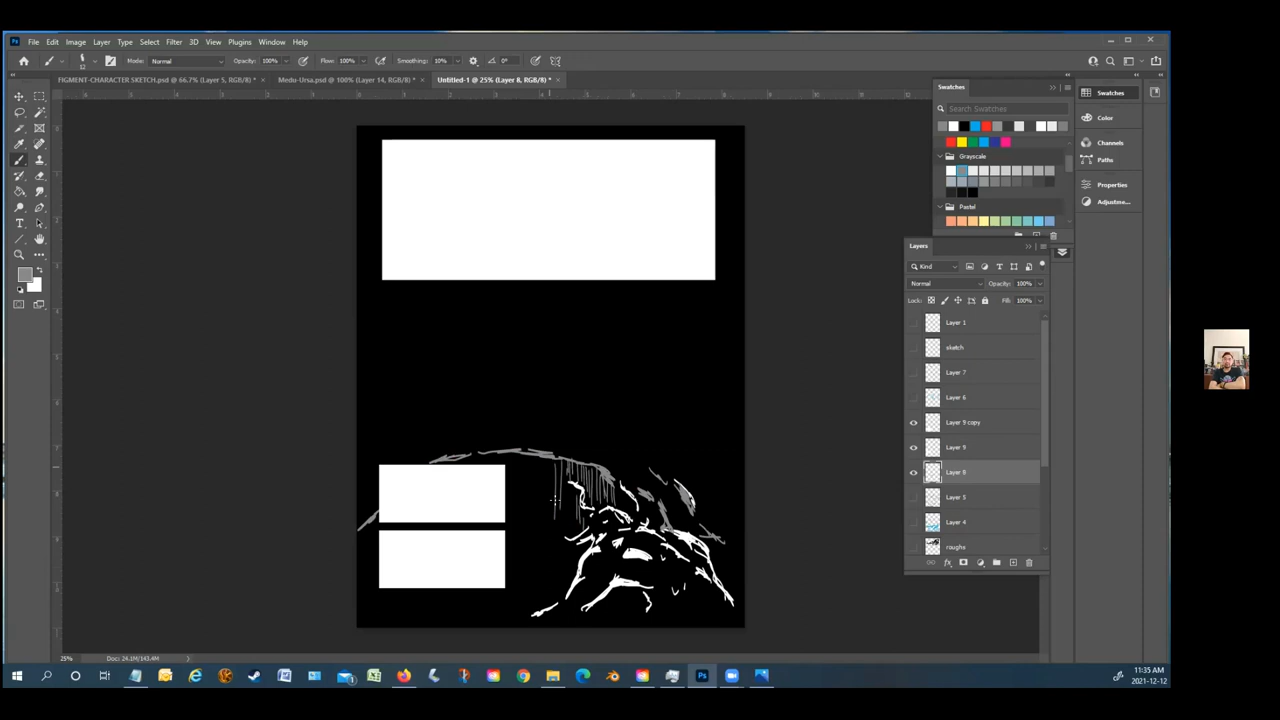 File Edit Image Layer Type Select Filter 3D View Plugins Window Help
Mode: Normal Opacity: 100% Flow: 100% Smoothing: 10% 0°
FIGMENT-CHARACTER SKETCH.psd @ 66.7% (Layer 5, RGB/8) * × Medu-Ursa.psd @ 100% (Layer 14, RGB/8) * × Untitled-1 @ 25% (Layer 8, RGB/8) * ×
Swatches
Search Swatches
Grayscale
Pastel
Swatches
Color
Channels
Paths
Properties
Adjustme...
Layers
Kind
Normal Opacity: 100%
Lock: Fill: 100%
Layer 1
sketch
Layer 7
Layer 6
Layer 9 copy
Layer 9
Layer 8
Layer 5
Layer 4
roughs
25% Doc: 24.1M/143.4M
11:35 AM
2021-12-12